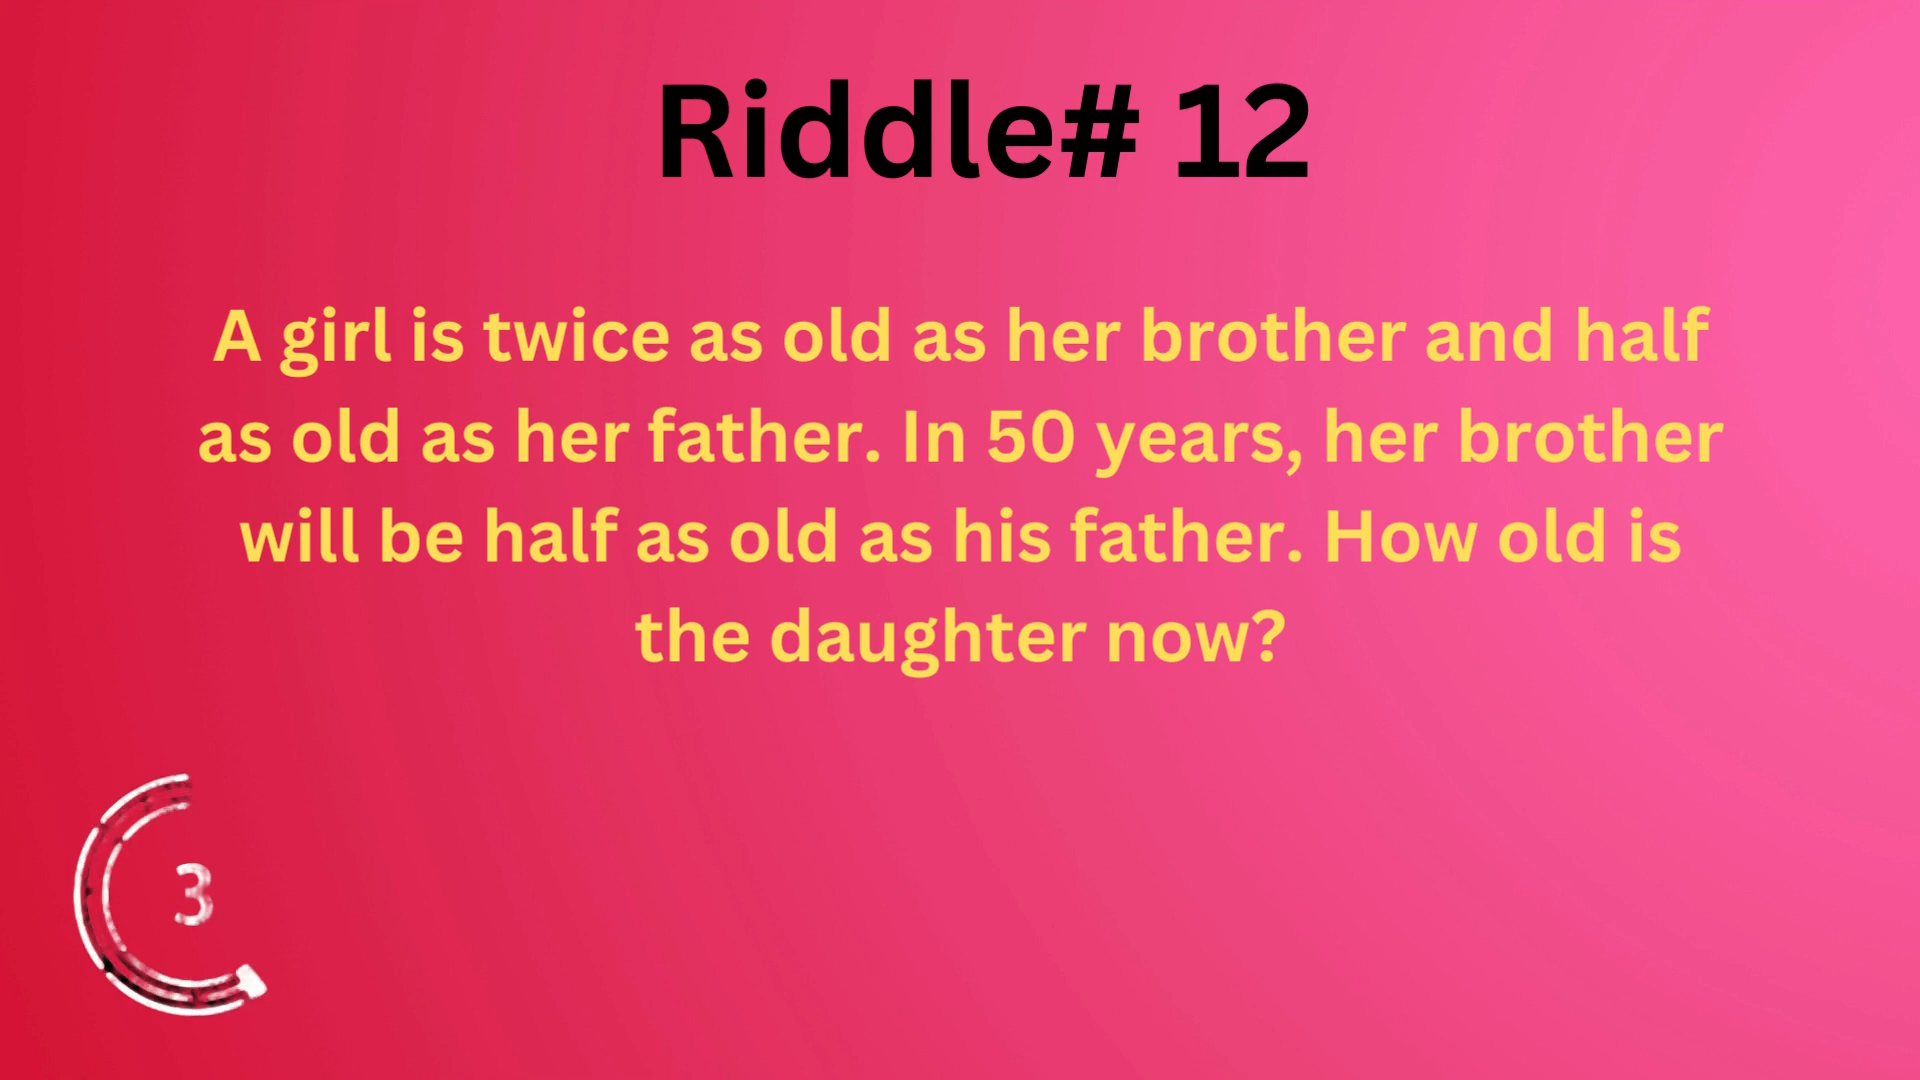 Riddle# 12
A girl is twice as old as her brother and half
as old as her father. In 50 years, her brother
will be half as old as his father. How old is
the daughter now?
3